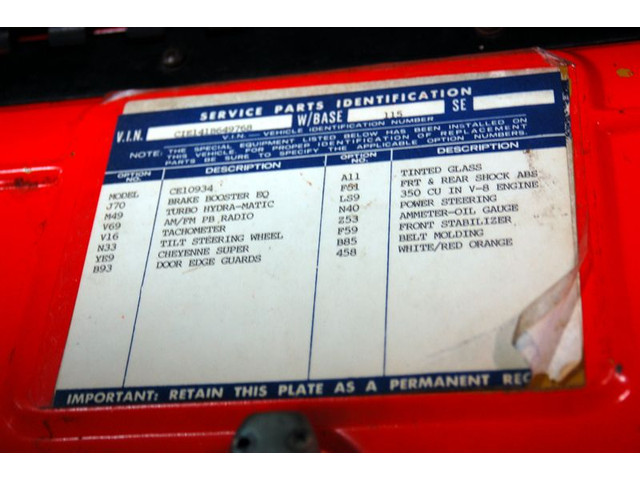 SERVICE PARTS IDENTIFICATION
V.I.N. CIE1418649768 W/BASE 115 SE
V.I.N. — VEHICLE IDENTIFICATION NUMBER
NOTE: THE SPECIAL EQUIPMENT LISTED BELOW HAS BEEN INSTALLED ON
THIS VEHICLE. FOR PROPER IDENTIFICATION OF REPLACEMENT
PARTS BE SURE TO SPECIFY THE APPLICABLE OPTION NUMBERS.
OPTION NO. DESCRIPTION OPTION NO. DESCRIPTION
MODEL CE10934
J70 BRAKE BOOSTER EQ
M49 TURBO HYDRA-MATIC
V69 AM/FM PB RADIO
V16 TACHOMETER
N33 TILT STEERING WHEEL
YE9 CHEYENNE SUPER
B93 DOOR EDGE GUARDS
A11 TINTED GLASS
F51 FRT & REAR SHOCK ABS
LS9 350 CU IN V-8 ENGINE
N40 POWER STEERING
Z53 AMMETER-OIL GAUGE
F59 FRONT STABILIZER
B85 BELT MOLDING
458 WHITE/RED ORANGE
IMPORTANT: RETAIN THIS PLATE AS A PERMANENT REC